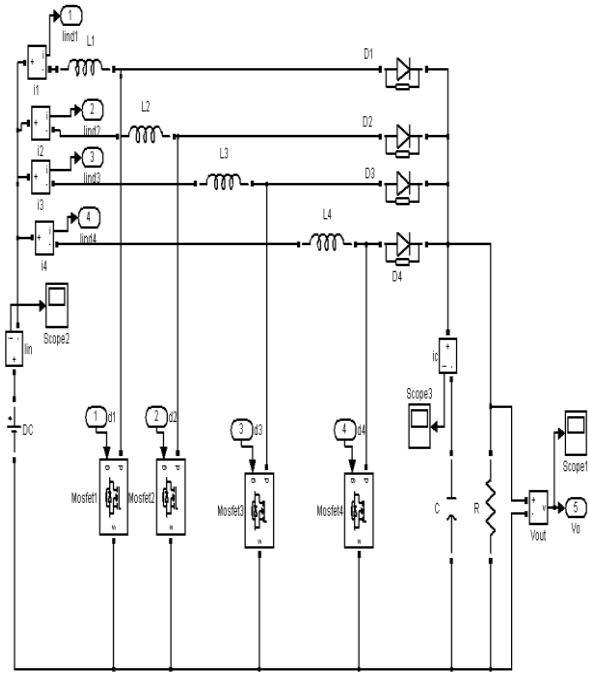 1
Iind1
L1
D1
+
-
i
i1
L2
D2
2
Iind2
+
-
i
i2
L3
D3
3
Iind3
+
-
i
i3
L4
4
Iind4
+
-
i
i4
D4
Scope2
Iin
+
-
DC
+
ic
+
-
Scope3
1
d1
2
d2
3
d3
4
d4
Scope1
Mosfet1
Mosfet2
Mosfet3
Mosfet4
g
D
S
g
D
S
g
D
S
g
D
S
C
R
+
-
v
Vout
5
Vo